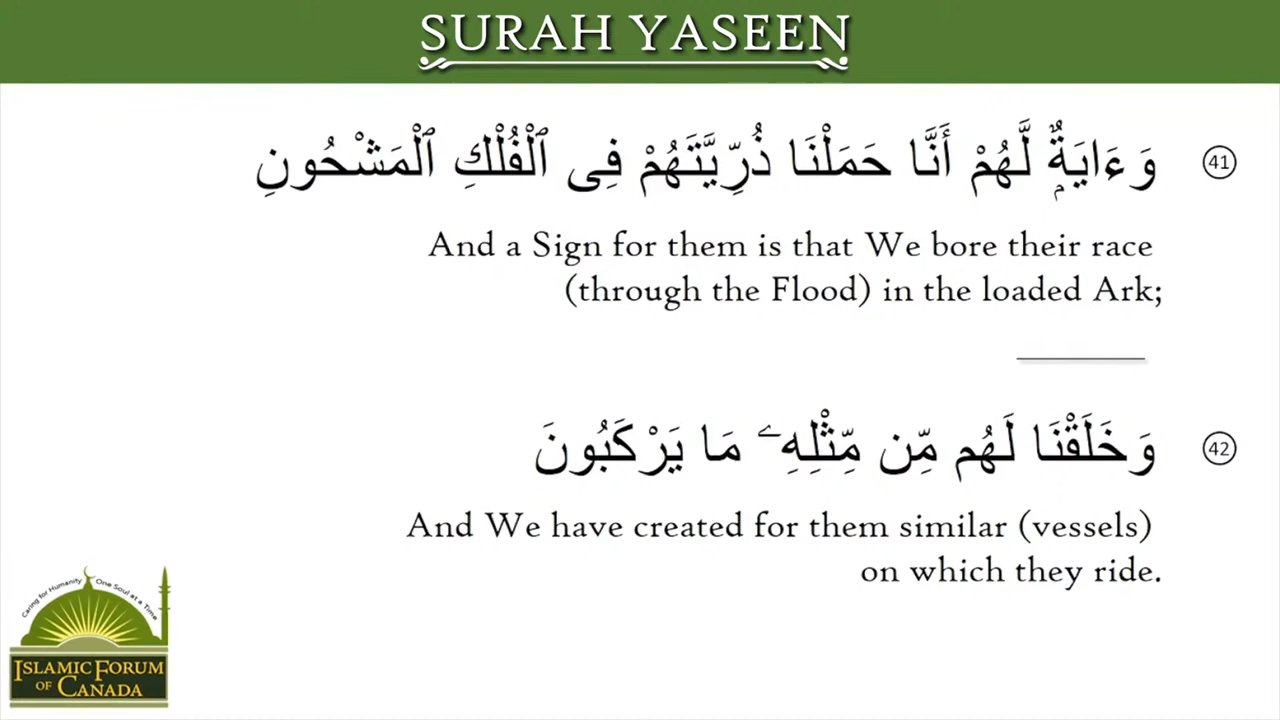 SURAH YASEEN
وَءَايَةٌۭ لَّهُمْ أَنَّا حَمَلْنَا ذُرِّيَّتَهُمْ فِى ٱلْفُلْكِ ٱلْمَشْحُونِ 41
And a Sign for them is that We bore their race
(through the Flood) in the loaded Ark;
وَخَلَقْنَا لَهُم مِّن مِّثْلِهِۦ مَا يَرْكَبُونَ 42
And We have created for them similar (vessels)
on which they ride.
Caring for Humanity One Soul at a Time
ISLAMIC FORUM
OF CANADA